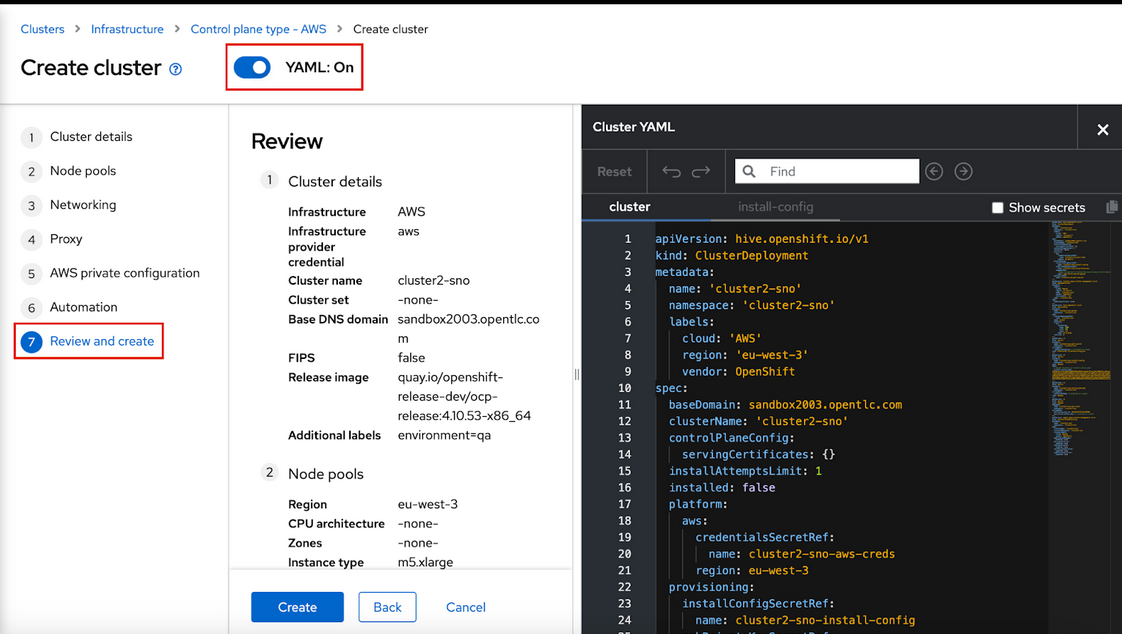 Clusters > Infrastructure > Control plane type - AWS > Create cluster
Create cluster
YAML: On
1 Cluster details
2 Node pools
3 Networking
4 Proxy
5 AWS private configuration
6 Automation
7 Review and create
Review
1 Cluster details
Infrastructure AWS
Infrastructure aws
provider
credential
Cluster name cluster2-sno
Cluster set -none-
Base DNS domain sandbox2003.opentlc.co
m
FIPS false
Release image quay.io/openshift-
release-dev/ocp-
release:4.10.53-x86_64
Additional labels environment=qa
2 Node pools
Region eu-west-3
CPU architecture -none-
Zones -none-
Instance type m5.xlarge
Create Back Cancel
Cluster YAML
Reset Find
cluster install-config Show secrets
1 apiVersion: hive.openshift.io/v1
2 kind: ClusterDeployment
3 metadata:
4 name: 'cluster2-sno'
5 namespace: 'cluster2-sno'
6 labels:
7 cloud: 'AWS'
8 region: 'eu-west-3'
9 vendor: OpenShift
10 spec:
11 baseDomain: sandbox2003.opentlc.com
12 clusterName: 'cluster2-sno'
13 controlPlaneConfig:
14 servingCertificates: {}
15 installAttemptsLimit: 1
16 installed: false
17 platform:
18 aws:
19 credentialsSecretRef:
20 name: cluster2-sno-aws-creds
21 region: eu-west-3
22 provisioning:
23 installConfigSecretRef:
24 name: cluster2-sno-install-config